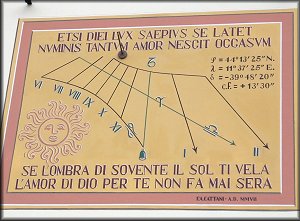 ETSI DIEI LVX SAEPIVS SE LATET
NVMINIS TANTVM AMOR NESCIT OCCASVM
φ = 44°13'25"N.
λ = 11°37'25"E.
δ = -39°48'20"
c.f. = + 13'30"
VI VII VIII IX X XI I II
SE L'OMBRA DI SOVENTE IL SOL TI VELA
L'AMOR DI DIO PER TE NON FA MAI SERA
A.D. MMVII